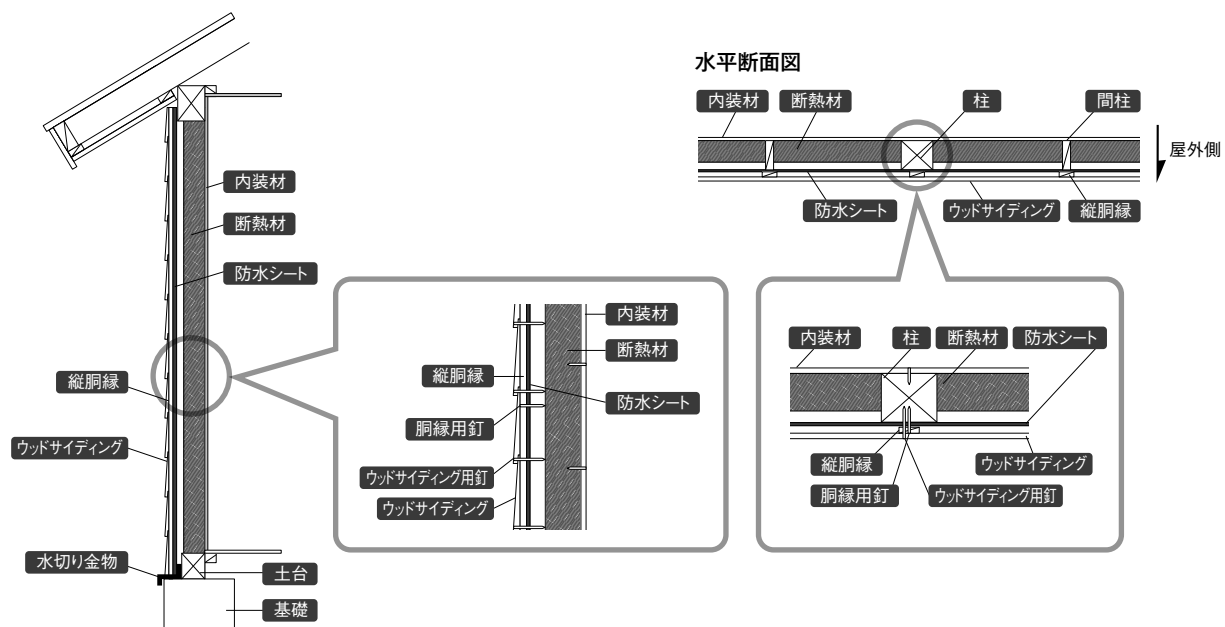 内装材
断熱材
防水シート
縦胴縁
ウッドサイディング
水切り金物
土台
基礎
内装材
断熱材
縦胴縁
防水シート
胴縁用釘
ウッドサイディング用釘
ウッドサイディング
水平断面図
内装材
断熱材
柱
間柱
屋外側
防水シート
ウッドサイディング
縦胴縁
内装材
柱
断熱材
防水シート
縦胴縁
ウッドサイディング
胴縁用釘
ウッドサイディング用釘